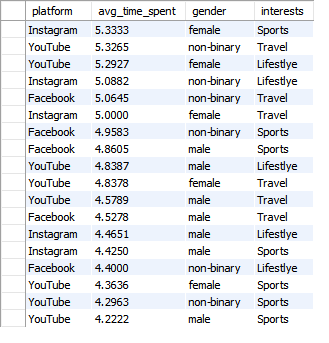 platform avg_time_spent gender interests
Instagram 5.3333 female Sports
YouTube 5.3265 non-binary Travel
YouTube 5.2927 female Lifestlye
Instagram 5.0882 non-binary Lifestlye
Facebook 5.0645 non-binary Travel
Instagram 5.0000 female Travel
Facebook 4.9583 non-binary Sports
Facebook 4.8605 male Sports
YouTube 4.8387 male Lifestlye
YouTube 4.8378 female Travel
YouTube 4.5789 male Travel
Facebook 4.5278 male Travel
Instagram 4.4651 male Lifestlye
Instagram 4.4250 male Sports
Facebook 4.4000 non-binary Lifestlye
YouTube 4.3636 female Sports
YouTube 4.2963 non-binary Sports
YouTube 4.2222 male Sports